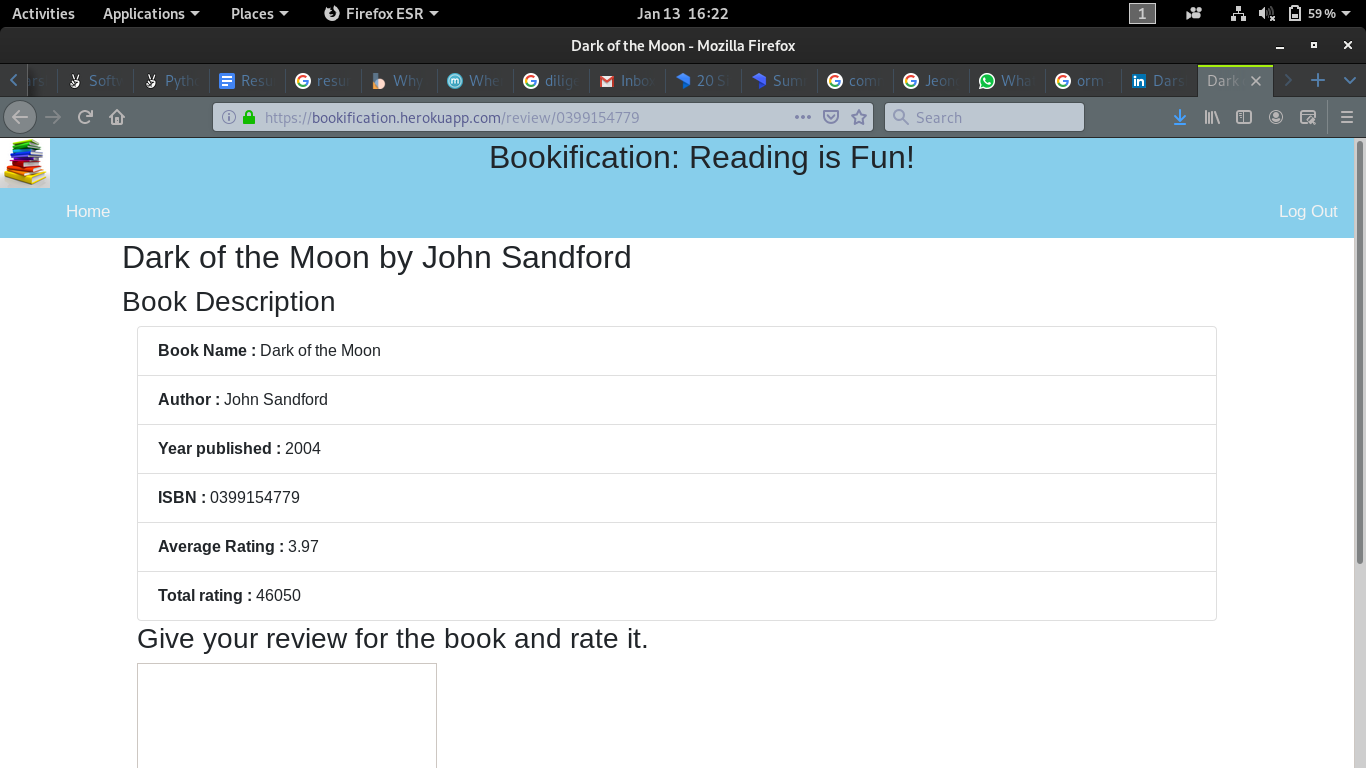 Activities Applications Places Firefox ESR Jan 13 16:22 1 59 %
Dark of the Moon - Mozilla Firefox
Resu resu Why Whe dilig Inbo 20 S Sum com Jeon Wha orm Dars Dark
https://bookification.herokuapp.com/review/0399154779 Search
Bookification: Reading is Fun!
Home Log Out
Dark of the Moon by John Sandford
Book Description
Book Name : Dark of the Moon
Author : John Sandford
Year published : 2004
ISBN : 0399154779
Average Rating : 3.97
Total rating : 46050
Give your review for the book and rate it.